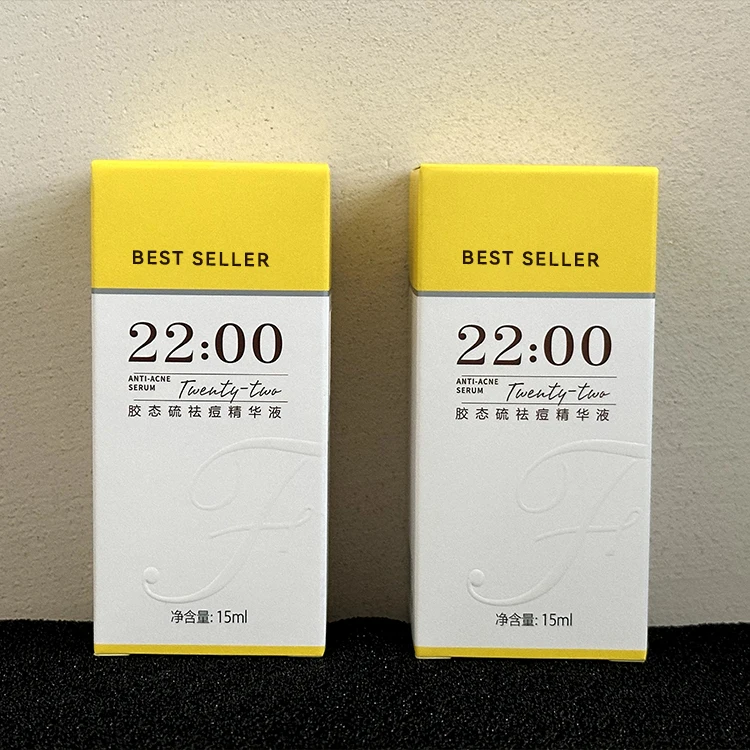 BEST SELLER
22:00
ANTI-ACNE
SERUM
Twenty-two
胶态硫祛痘精华液
F
净含量: 15ml
BEST SELLER
22:00
ANTI-ACNE
SERUM
Twenty-two
胶态硫祛痘精华液
F
净含量: 15ml